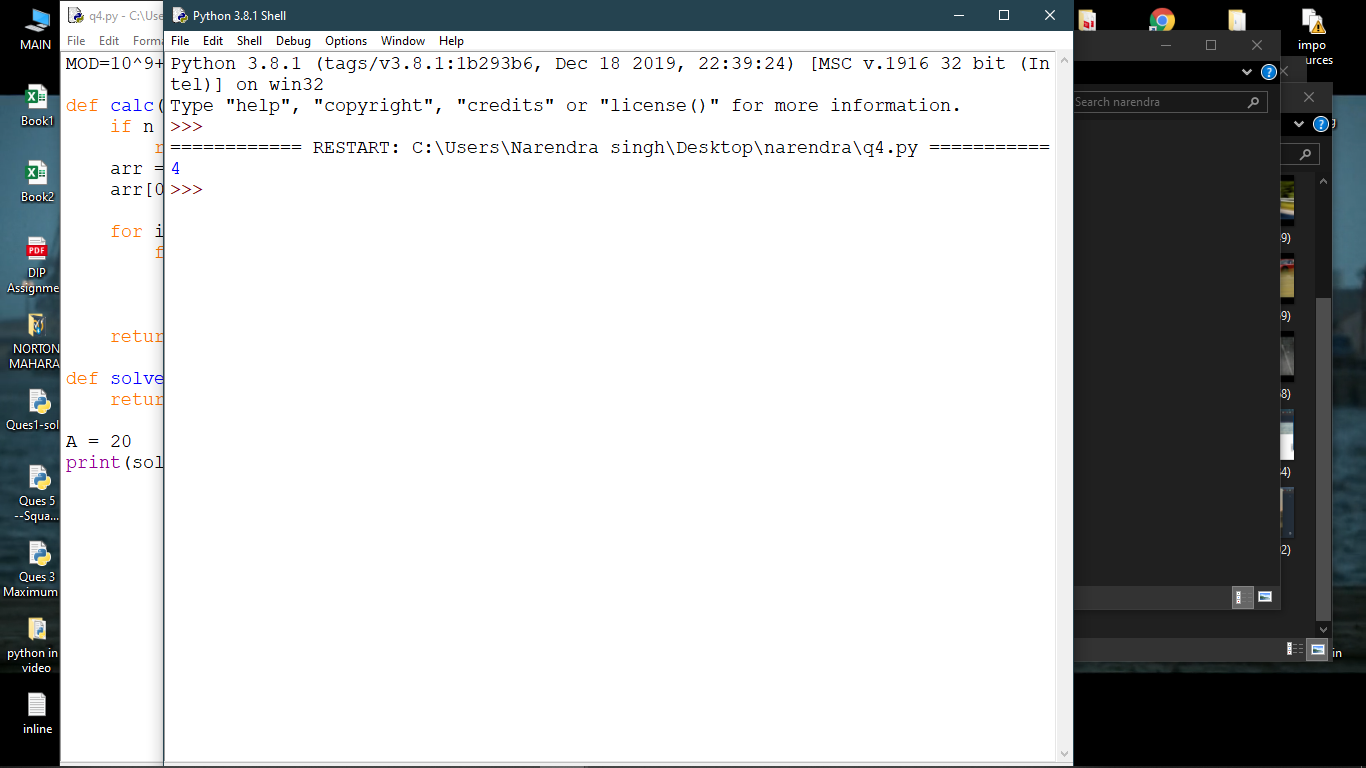 MAIN
Book1
Book2
PDF
DIP
Assignme
NORTON
MAHARA
Ques1-sol
Ques 5
--Squa...
Ques 3
Maximum
python in
video
inline
q4.py - C:\Use
File Edit Forma
MOD=10^9+
def calc(
if n
r
arr =
arr[0
for i
f
retur
def solve
retur
A = 20
print(sol
Python 3.8.1 Shell
File Edit Shell Debug Options Window Help
Python 3.8.1 (tags/v3.8.1:1b293b6, Dec 18 2019, 22:39:24) [MSC v.1916 32 bit (In
tel)] on win32
Type "help", "copyright", "credits" or "license()" for more information.
>>>
============ RESTART: C:\Users\Narendra singh\Desktop\narendra\q4.py ===========
4
>>>
Search narendra
impo
urces
9)
9)
8)
4)
2)
in